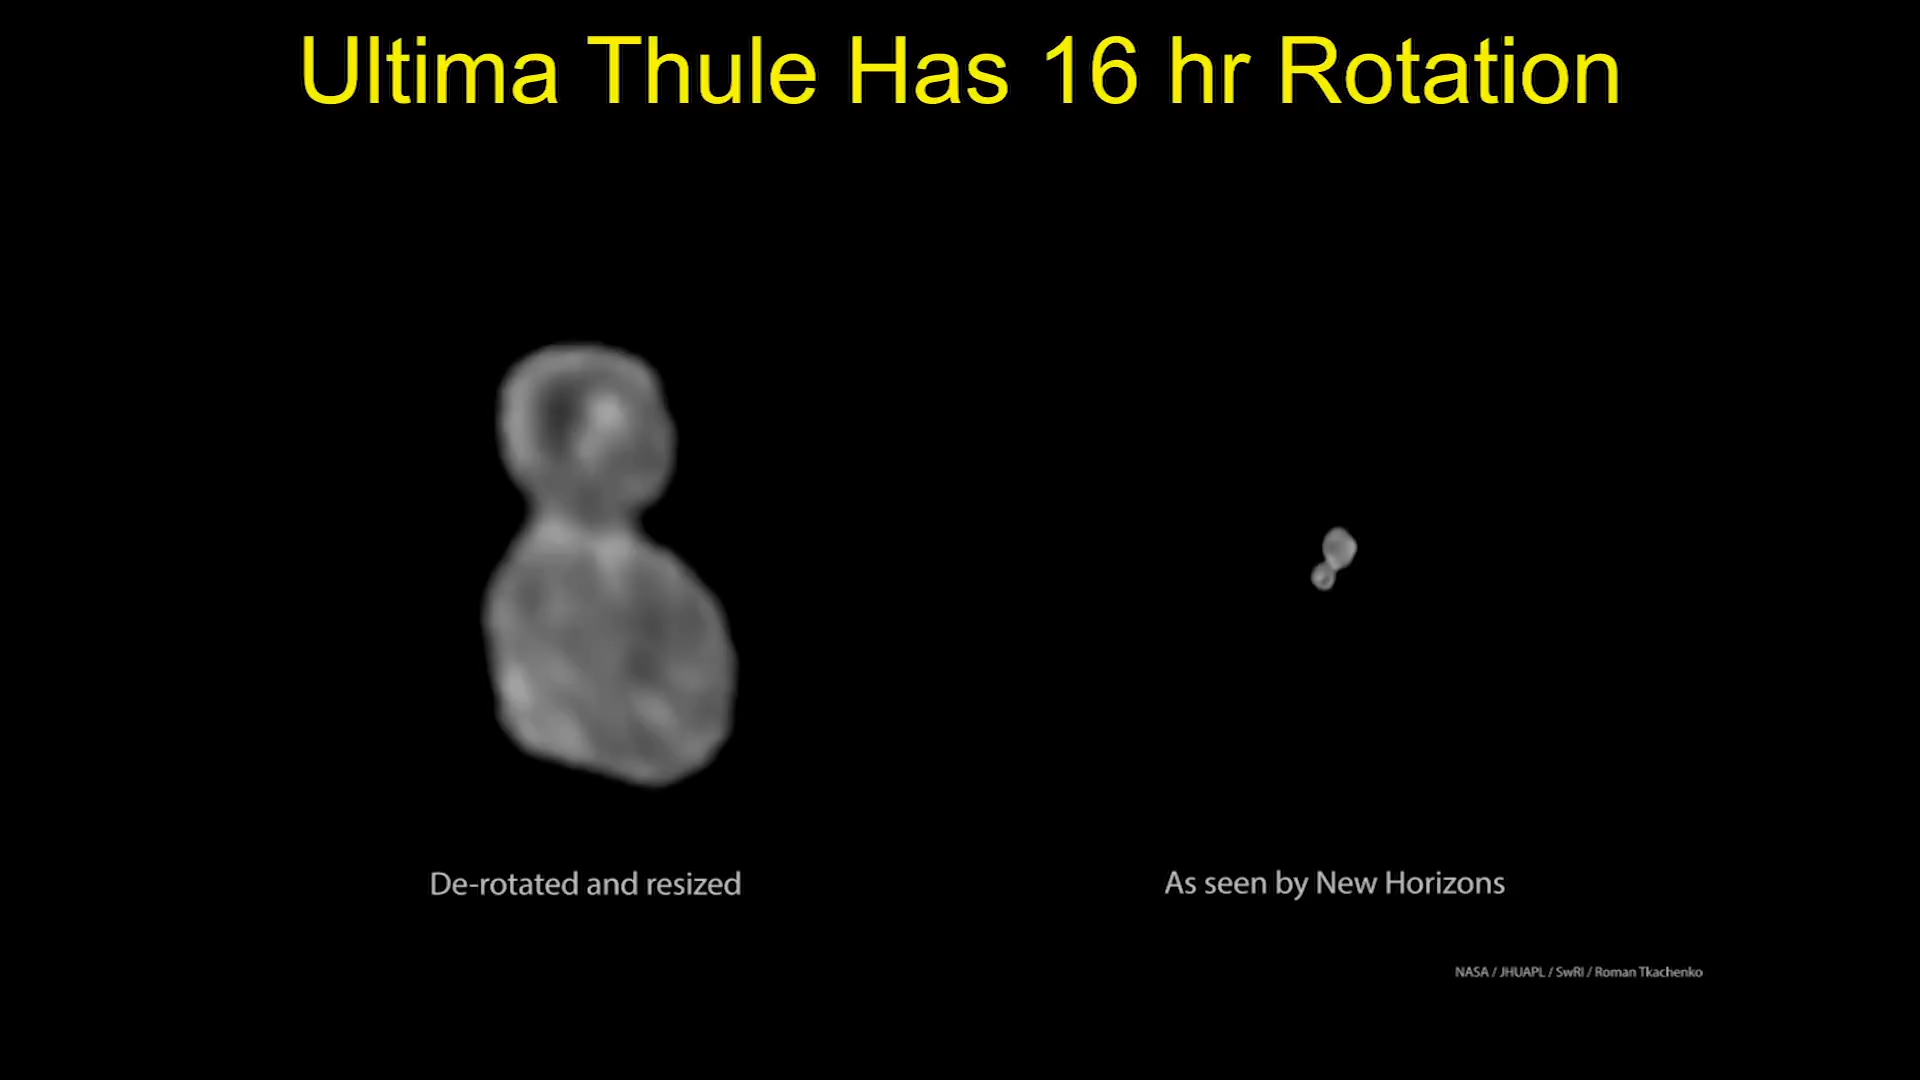 Ultima Thule Has 16 hr Rotation
De-rotated and resized
As seen by New Horizons
NASA / JHUAPL / SwRI / Roman Tkachenko